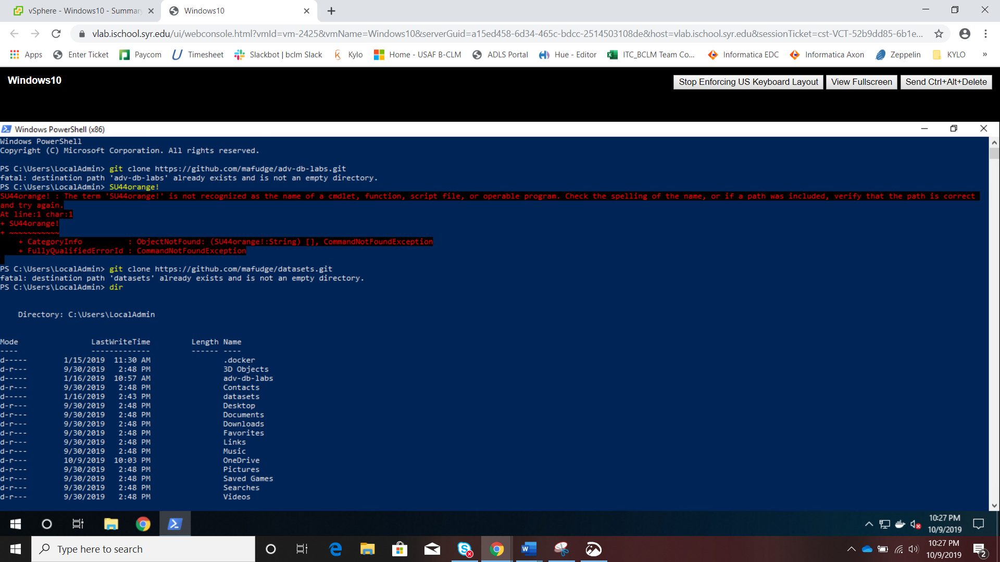 vSphere - Windows10 - Summar
Windows10
vlab.ischool.syr.edu/ui/webconsole.html?vmId=vm-2425&vmName=Windows10&serverGuid=a15ed458-6d34-465c-bdcc-2514503108de&host=vlab.ischool.syr.edu&sessionTicket=cst-VCT-52b9dd85-6b1e...
Apps Enter Ticket Paycom Timesheet Slackbot | bclm Slack Kylo Home - USAF B-CLM ADLS Portal Hue - Editor ITC_BCLM Team Co... Informatica EDC Informatica Axon Zeppelin KYLO »
Windows10
Stop Enforcing US Keyboard Layout View Fullscreen Send Ctrl+Alt+Delete
Windows PowerShell (x86)
Windows PowerShell
Copyright (C) Microsoft Corporation. All rights reserved.
PS C:\Users\LocalAdmin> git clone https://github.com/mafudge/adv-db-labs.git
fatal: destination path 'adv-db-labs' already exists and is not an empty directory.
PS C:\Users\LocalAdmin> SU44orange!
SU44orange! : The term 'SU44orange!' is not recognized as the name of a cmdlet, function, script file, or operable program. Check the spelling of the name, or if a path was included, verify that the path is correct
and try again.
At line:1 char:1
+ SU44orange!
+ ~~~~~~~~~~~
+ CategoryInfo : ObjectNotFound: (SU44orange!:String) [], CommandNotFoundException
+ FullyQualifiedErrorId : CommandNotFoundException
PS C:\Users\LocalAdmin> git clone https://github.com/mafudge/datasets.git
fatal: destination path 'datasets' already exists and is not an empty directory.
PS C:\Users\LocalAdmin> dir
Directory: C:\Users\LocalAdmin
Mode LastWriteTime Length Name
---- ------------- ------ ----
d----- 1/15/2019 11:30 AM .docker
d-r--- 9/30/2019 2:48 PM 3D Objects
d----- 1/16/2019 10:57 AM adv-db-labs
d-r--- 9/30/2019 2:48 PM Contacts
d----- 1/16/2019 2:43 PM datasets
d-r--- 9/30/2019 2:48 PM Desktop
d-r--- 9/30/2019 2:48 PM Documents
d-r--- 9/30/2019 2:48 PM Downloads
d-r--- 9/30/2019 2:48 PM Favorites
d-r--- 9/30/2019 2:48 PM Links
d-r--- 9/30/2019 2:48 PM Music
d-r--- 10/9/2019 10:03 PM OneDrive
d-r--- 9/30/2019 2:48 PM Pictures
d-r--- 9/30/2019 2:48 PM Saved Games
d-r--- 9/30/2019 2:48 PM Searches
d-r--- 9/30/2019 2:48 PM Videos
10:27 PM
10/9/2019
Type here to search
10:27 PM
10/9/2019
2